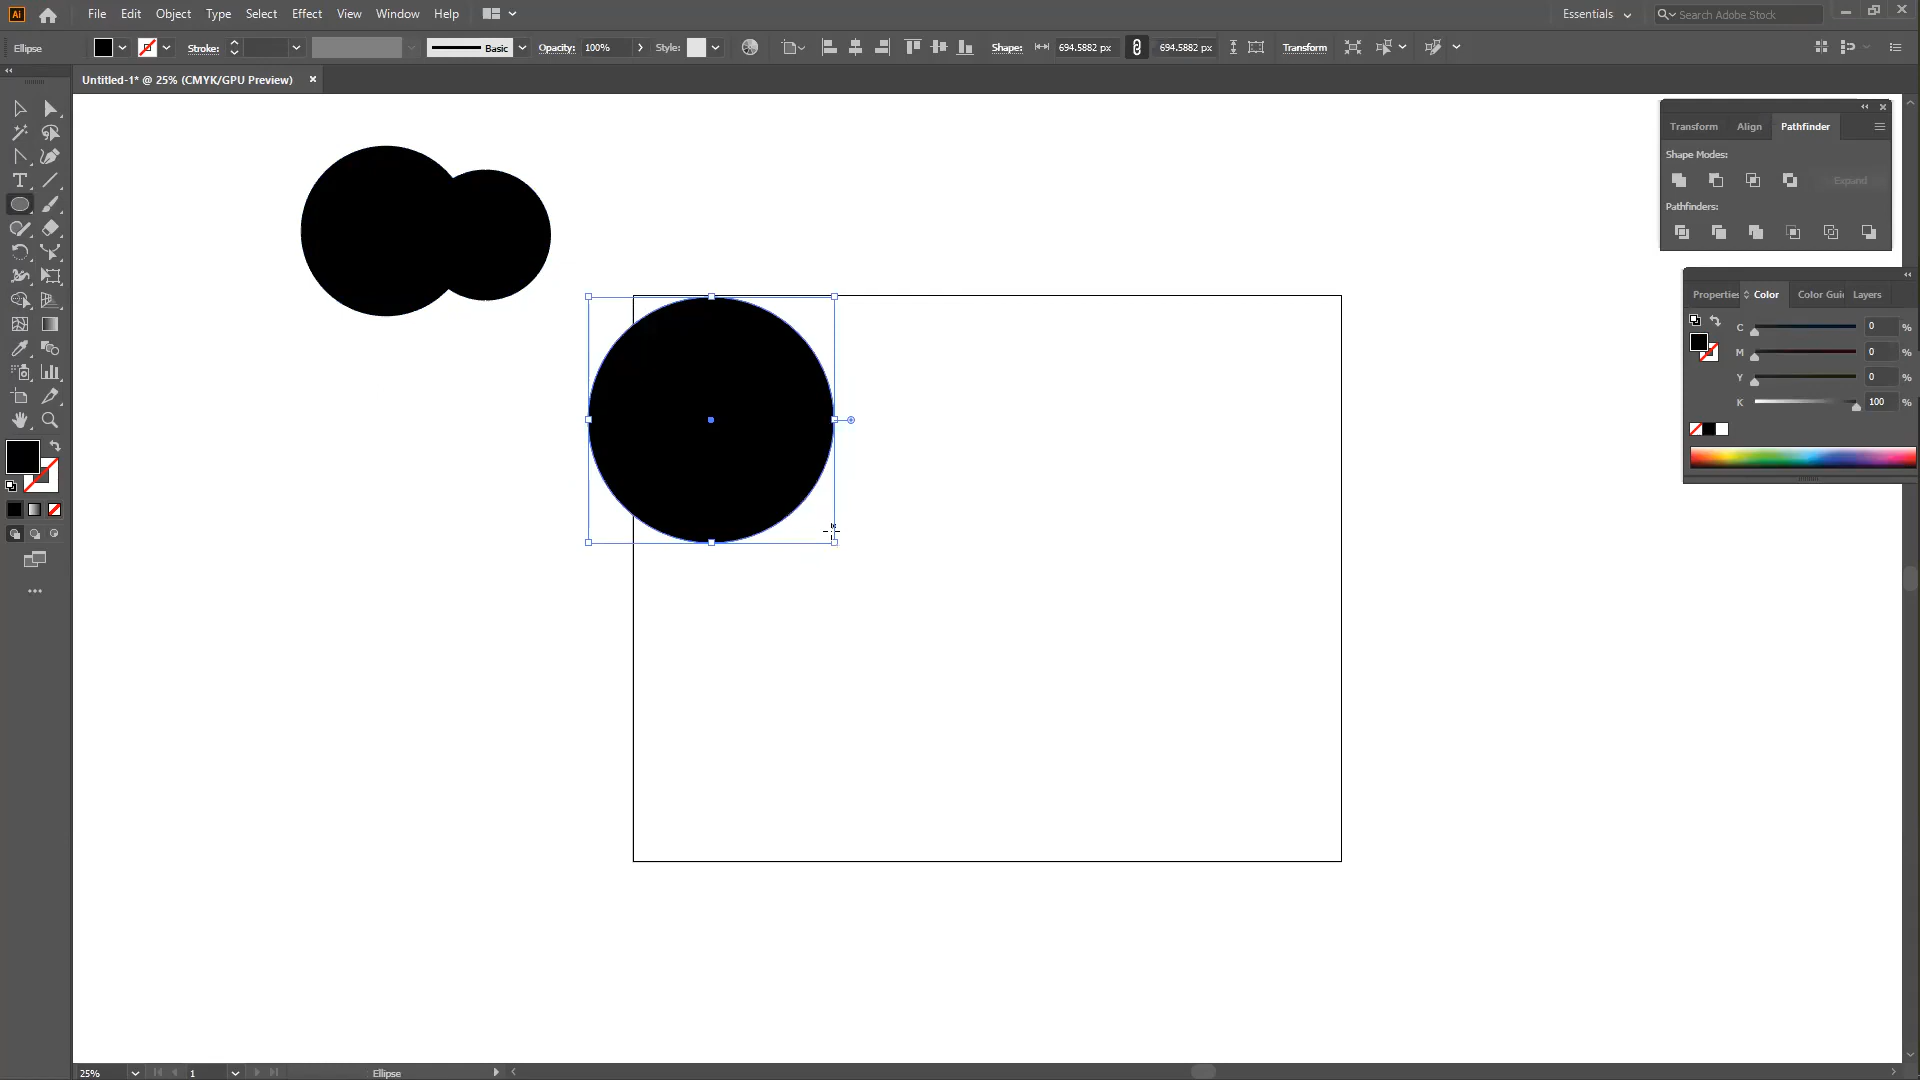 Ai File Edit Object Type Select Effect View Window Help Essentials Search Adobe Stock
Ellipse Stroke: Basic Opacity: 100% Style: Shape: 694.5882 px 694.5882 px Transform
Untitled-1* @ 25% (CMYK/GPU Preview)
Transform Align Pathfinder
Shape Modes:
Expand
Pathfinders:
Properties Color Color Gui Layers
C 0 %
M 0 %
Y 0 %
K 100 %
25% 1 Ellipse